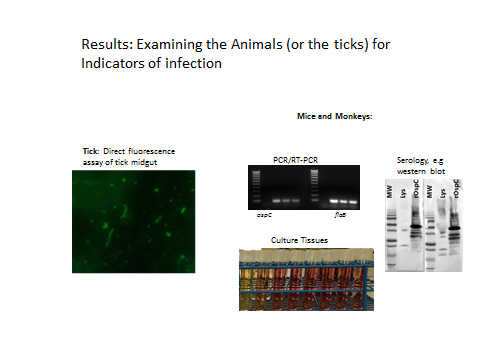 Results: Examining the Animals (or the ticks) for
Indicators of infection
Mice and Monkeys:
Tick: Direct fluorescence
assay of tick midgut
PCR/RT-PCR
ospC
flaB
Culture Tissues
Serology, e.g
western blot
MW
Lys
rOspC
MW
Lys
rOspC